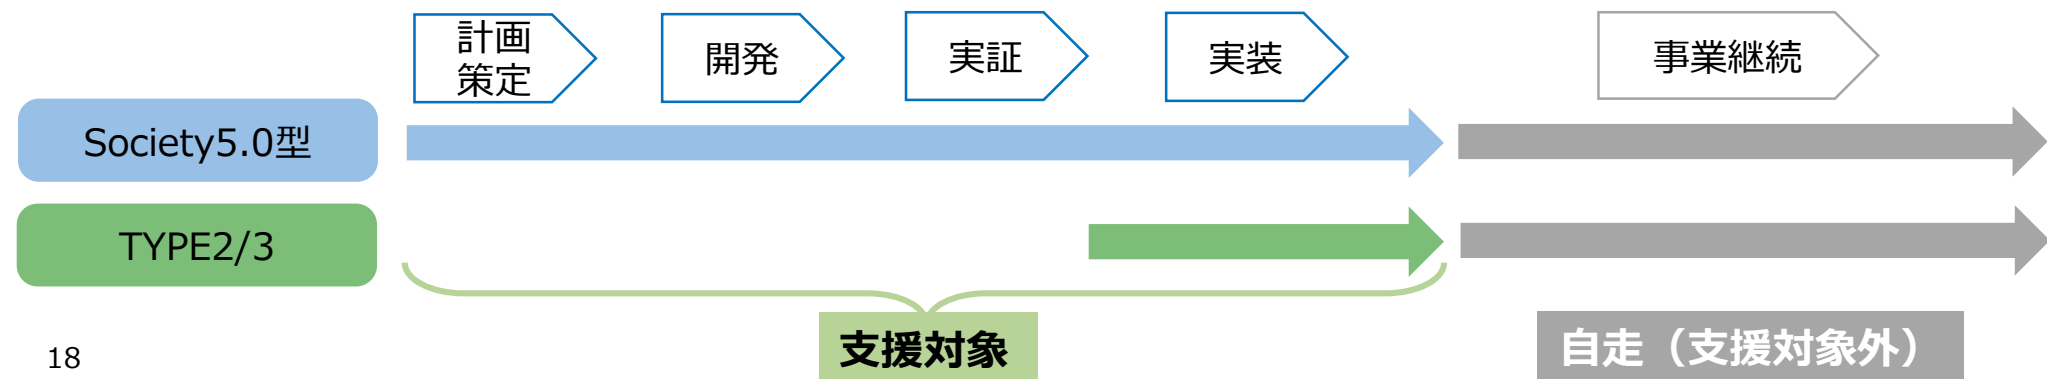 計画
策定
開発
実証
実装
事業継続
Society5.0型
TYPE2/3
支援対象
自走（支援対象外）
18